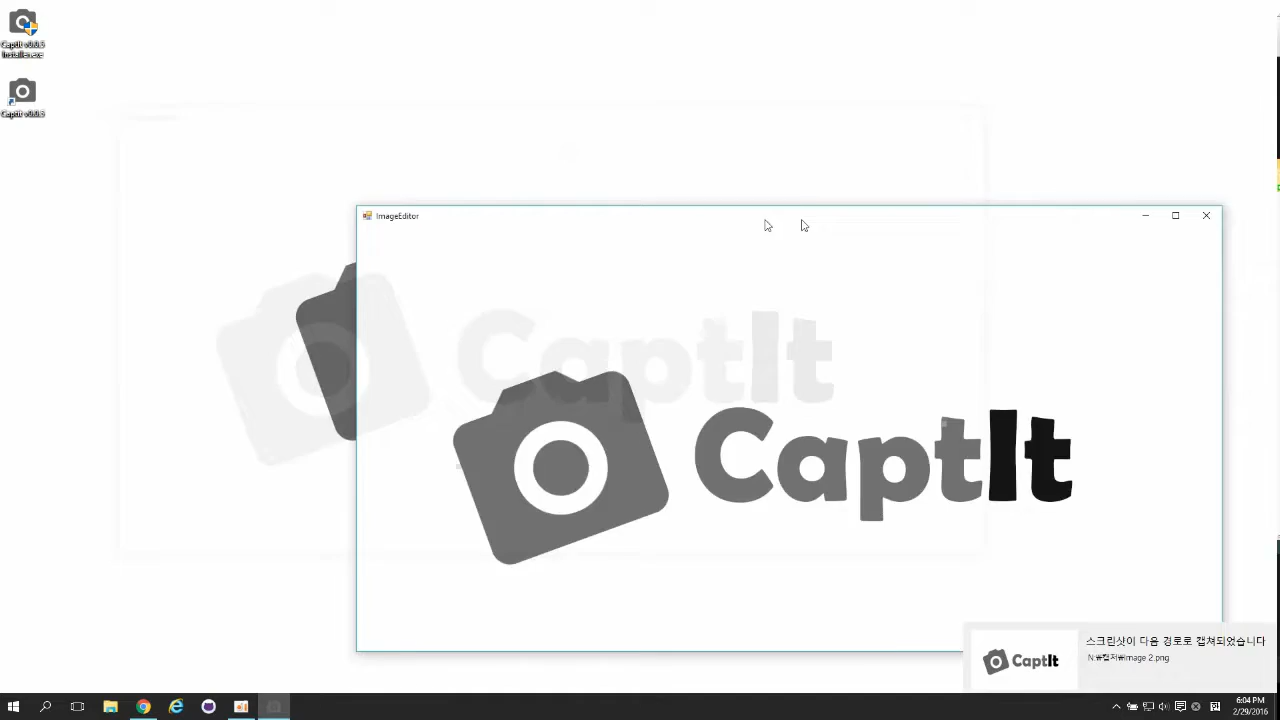 CaptIt v0.0.5
Installer.exe
CaptIt v0.0.5
ImageEditor
CaptIt
CaptIt
스크린샷이 다음 경로로 캡쳐되었습니다
N:₩캡처₩Image 2.png
CaptIt
6:04 PM
2/29/2016